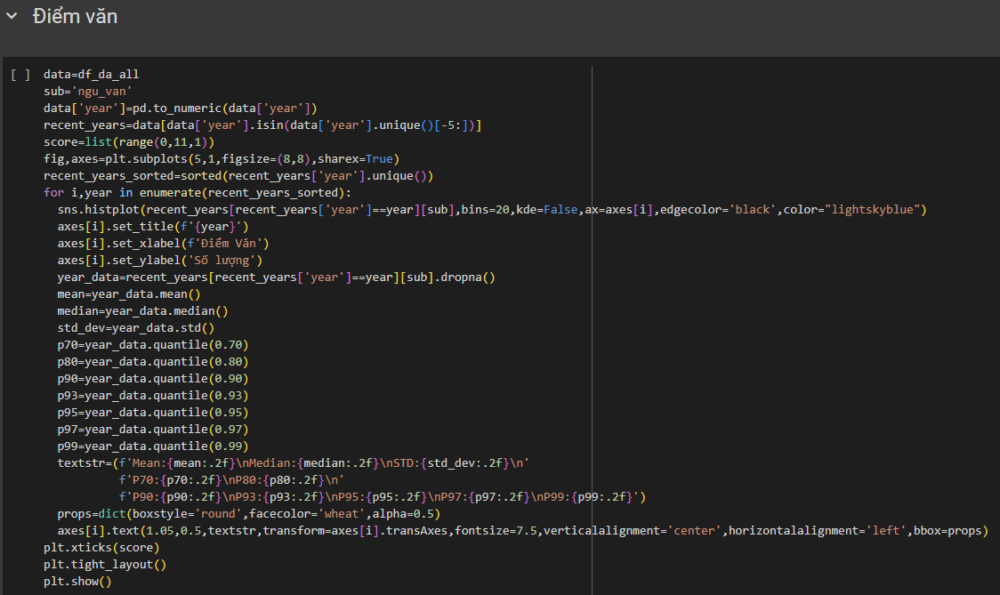 Điểm văn
[ ] data=df_da_all
sub='ngu_van'
data['year']=pd.to_numeric(data['year'])
recent_years=data[data['year'].isin(data['year'].unique()[-5:])]
score=list(range(0,11,1))
fig,axes=plt.subplots(5,1,figsize=(8,8),sharex=True)
recent_years_sorted=sorted(recent_years['year'].unique())
for i,year in enumerate(recent_years_sorted):
  sns.histplot(recent_years[recent_years['year']==year][sub],bins=20,kde=False,ax=axes[i],edgecolor='black',color="lightskyblue")
  axes[i].set_title(f'{year}')
  axes[i].set_xlabel(f'Điểm Văn')
  axes[i].set_ylabel('Số lượng')
  year_data=recent_years[recent_years['year']==year][sub].dropna()
  mean=year_data.mean()
  median=year_data.median()
  std_dev=year_data.std()
  p70=year_data.quantile(0.70)
  p80=year_data.quantile(0.80)
  p90=year_data.quantile(0.90)
  p93=year_data.quantile(0.93)
  p95=year_data.quantile(0.95)
  p97=year_data.quantile(0.97)
  p99=year_data.quantile(0.99)
  textstr=(f'Mean:{mean:.2f}\nMedian:{median:.2f}\nSTD:{std_dev:.2f}\n'
           f'P70:{p70:.2f}\nP80:{p80:.2f}\n'
           f'P90:{p90:.2f}\nP93:{p93:.2f}\nP95:{p95:.2f}\nP97:{p97:.2f}\nP99:{p99:.2f}')
  props=dict(boxstyle='round',facecolor='wheat',alpha=0.5)
  axes[i].text(1.05,0.5,textstr,transform=axes[i].transAxes,fontsize=7.5,verticalalignment='center',horizontalalignment='left',bbox=props)
plt.xticks(score)
plt.tight_layout()
plt.show()